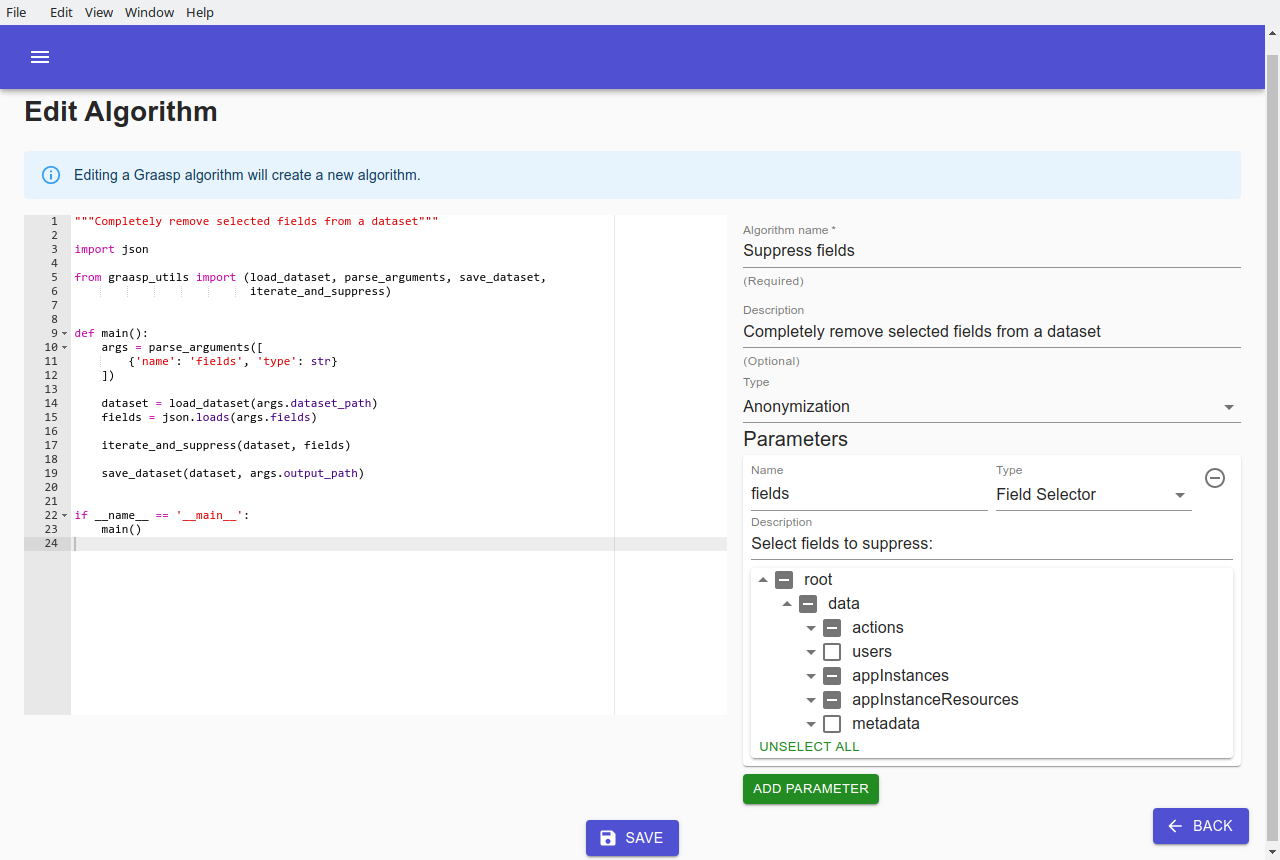 File Edit View Window Help
Edit Algorithm
Editing a Graasp algorithm will create a new algorithm.
1 """Completely remove selected fields from a dataset"""
2
3 import json
4
5 from graasp_utils import (load_dataset, parse_arguments, save_dataset,
6                           iterate_and_suppress)
7
8
9 def main():
10     args = parse_arguments([
11         {'name': 'fields', 'type': str}
12     ])
13
14     dataset = load_dataset(args.dataset_path)
15     fields = json.loads(args.fields)
16
17     iterate_and_suppress(dataset, fields)
18
19     save_dataset(dataset, args.output_path)
20
21
22 if __name__ == '__main__':
23     main()
24
Algorithm name *
Suppress fields
(Required)
Description
Completely remove selected fields from a dataset
(Optional)
Type
Anonymization
Parameters
Name Type
fields Field Selector
Description
Select fields to suppress:
root
data
actions
users
appInstances
appInstanceResources
metadata
UNSELECT ALL
ADD PARAMETER
SAVE
BACK